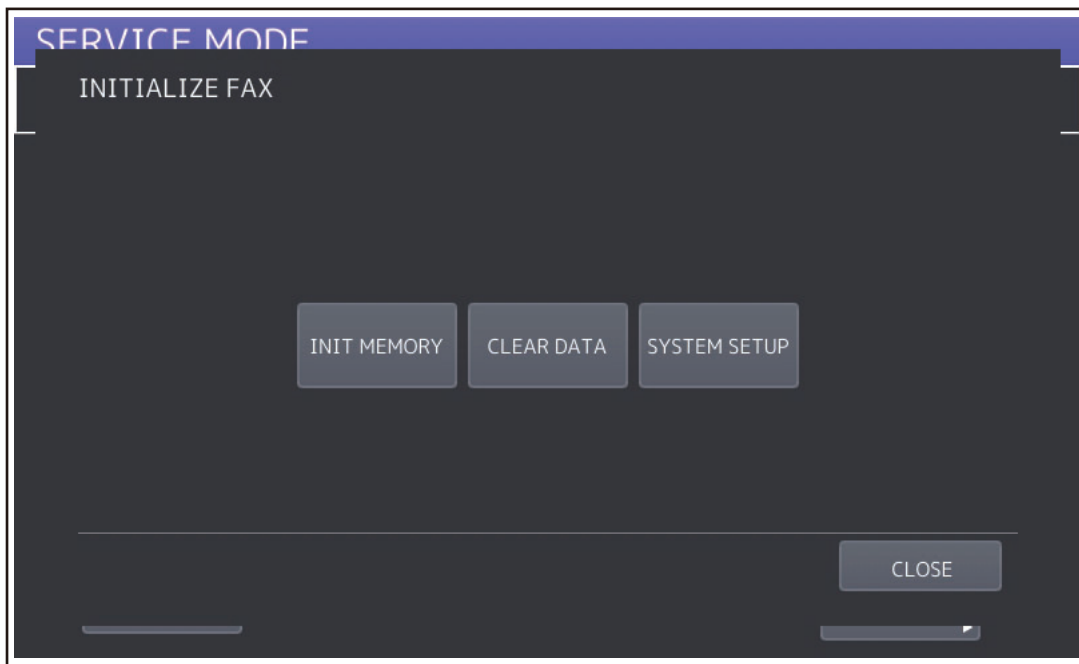 SERVICE MODE
INITIALIZE FAX
INIT MEMORY
CLEAR DATA
SYSTEM SETUP
CLOSE